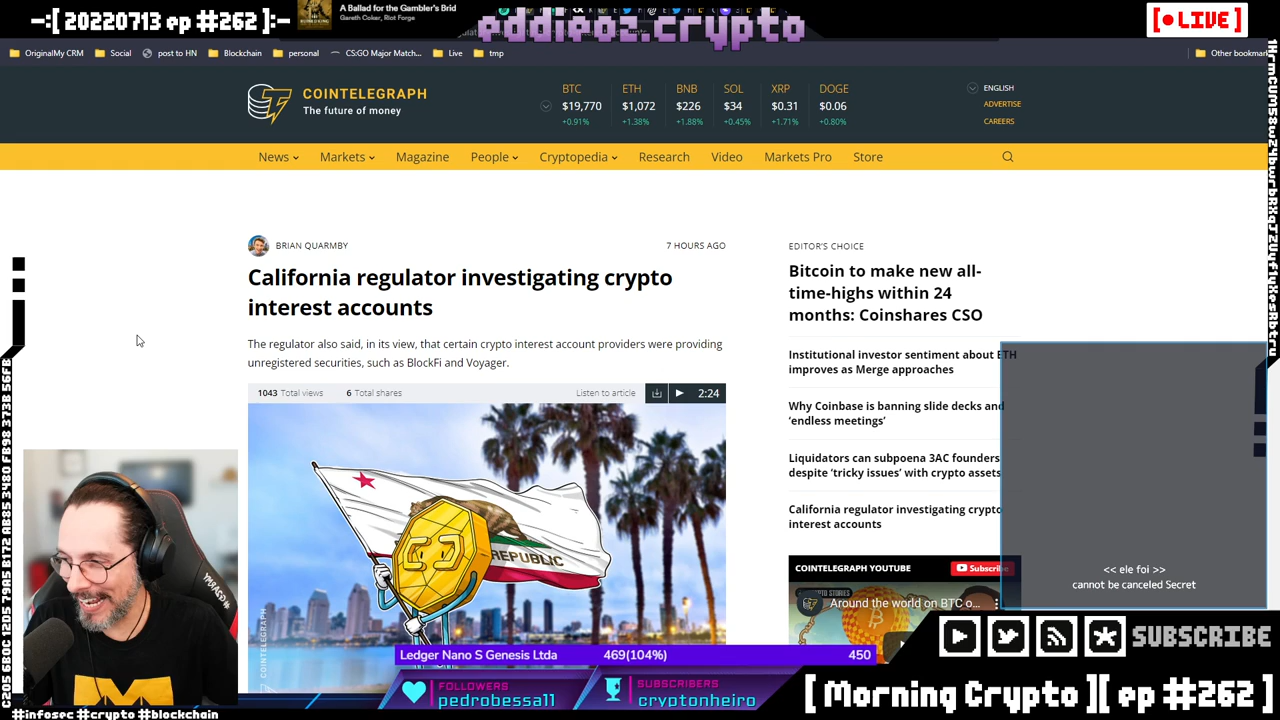 -:[ 20220713 ep #262 ]:-
A Ballad for the Gambler's Brid
Gareth Coker, Riot Forge
eddieoz.crypto
[ LIVE ]
OriginalMy CRM
Social
post to HN
Blockchain
personal
CS:GO Major Match...
Live
tmp
Other bookmar
COINTELEGRAPH
The future of money
BTC ETH BNB SOL XRP DOGE
$19,770 $1,072 $226 $34 $0.31 $0.06
+0.91% +1.38% +1.88% +0.45% +1.71% +0.80%
ENGLISH
ADVERTISE
CAREERS
News Markets Magazine People Cryptopedia Research Video Markets Pro Store
BRIAN QUARMBY
7 HOURS AGO
California regulator investigating crypto
interest accounts
The regulator also said, in its view, that certain crypto interest account providers were providing
unregistered securities, such as BlockFi and Voyager.
1043 Total views 6 Total shares Listen to article 2:24
REPUBLIC
COINTELEGRAPH
EDITOR'S CHOICE
Bitcoin to make new all-
time-highs within 24
months: Coinshares CSO
Institutional investor sentiment about ETH
improves as Merge approaches
Why Coinbase is banning slide decks and
'endless meetings'
Liquidators can subpoena 3AC founders
despite 'tricky issues' with crypto assets
California regulator investigating crypto
interest accounts
COINTELEGRAPH YOUTUBE
Subscribe
Around the world on BTC o...
<< ele foi >>
cannot be canceled Secret
SUBSCRIBE
Ledger Nano S Genesis Ltda 469(104%) 450
FOLLOWERS
pedrobessa11
SUBSCRIBERS
cryptonheiro
[ Morning Crypto ][ ep #262 ]
#infosec #crypto #blockchain